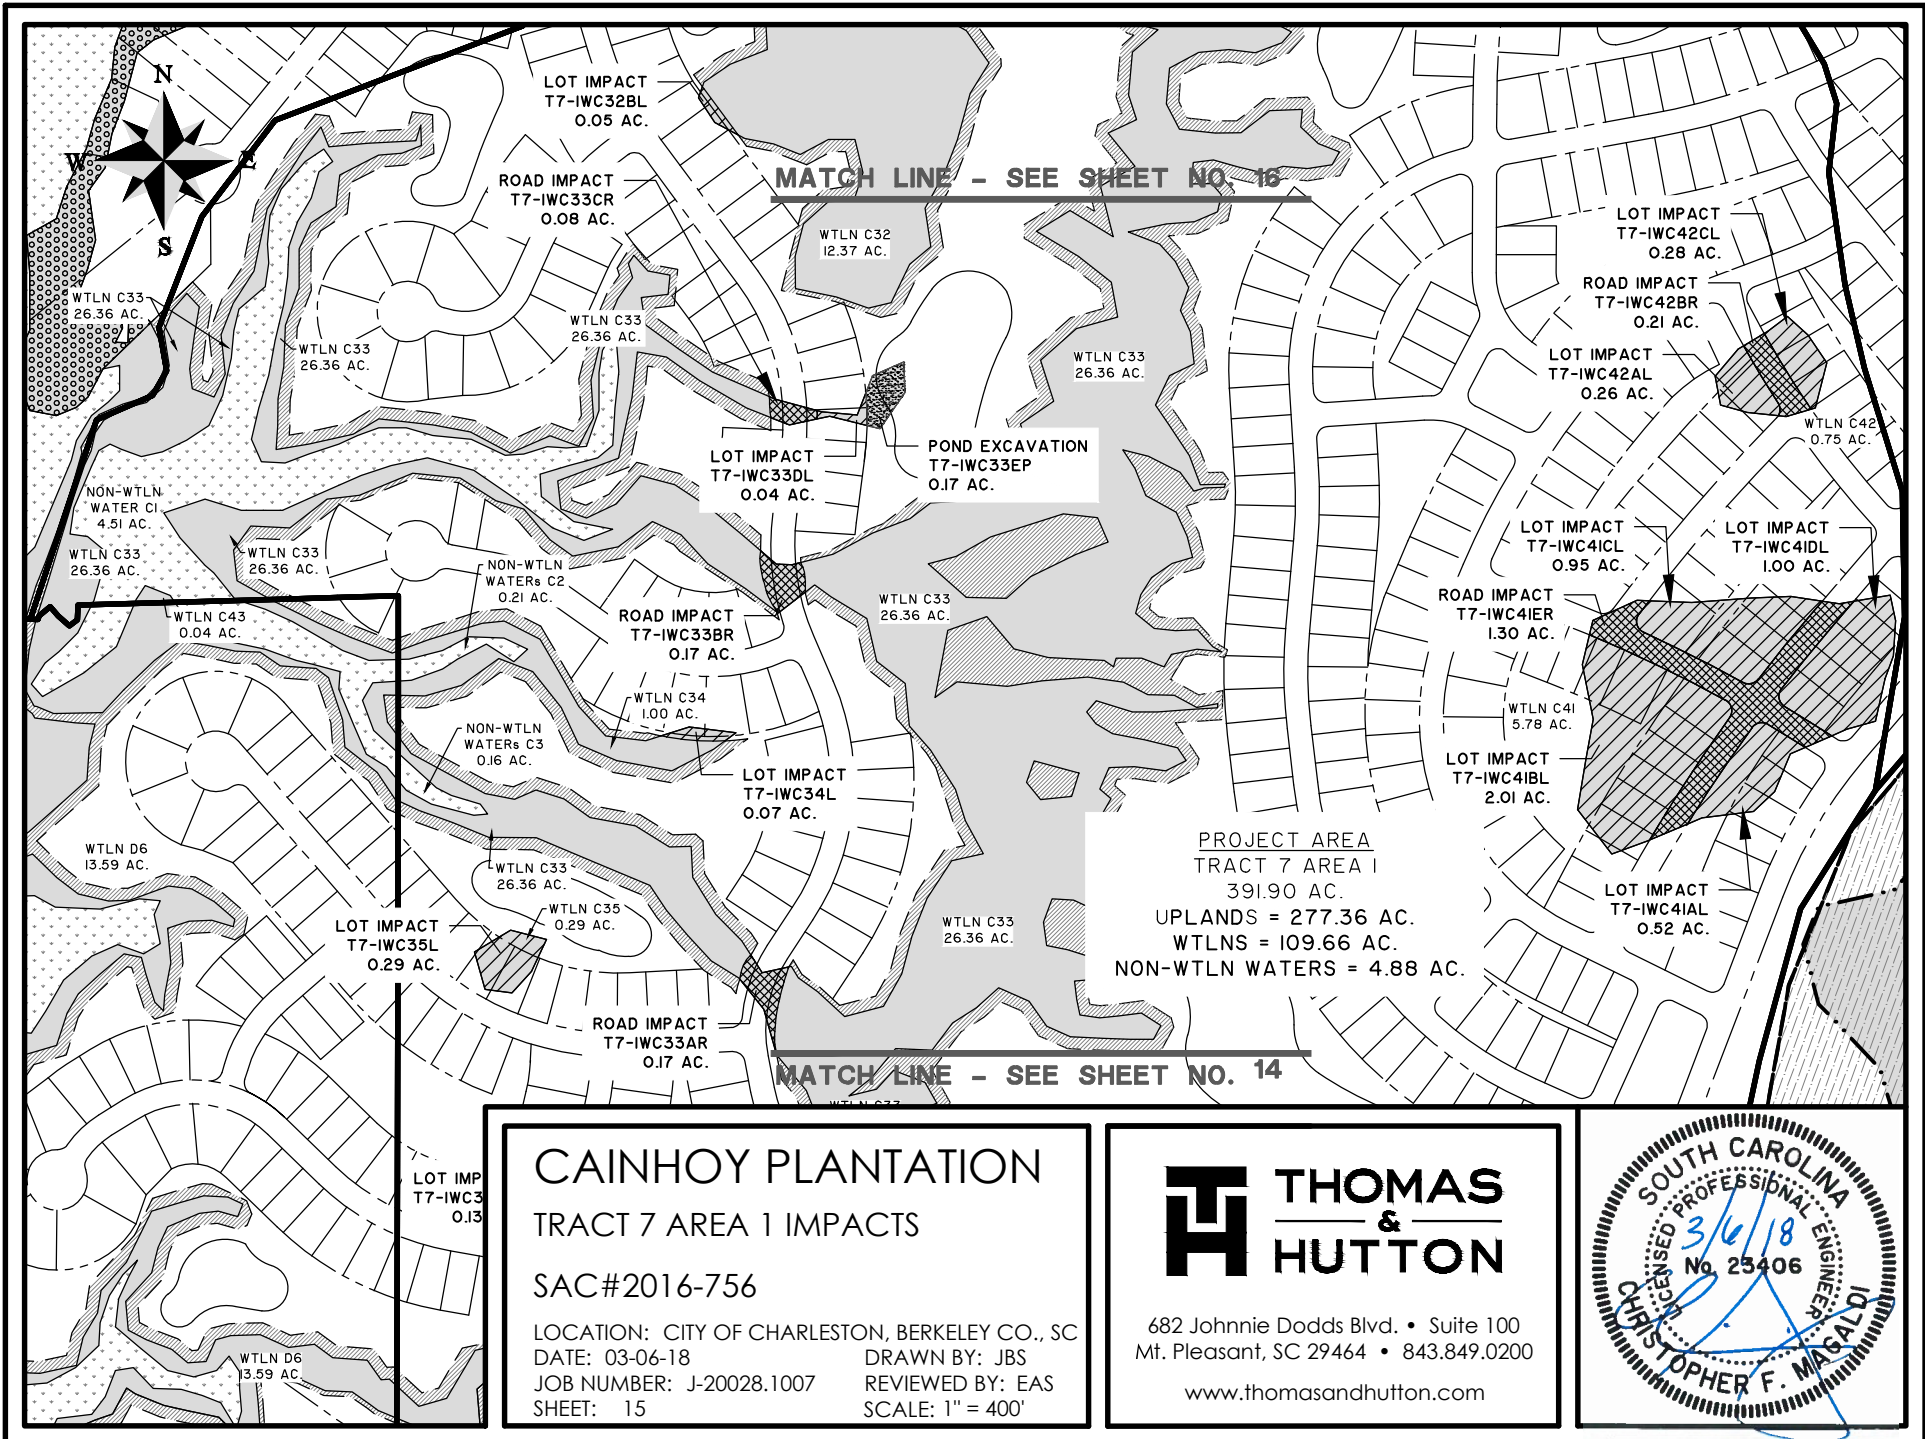 N
W
E
S
LOT IMPACT
T7-IWC32BL
0.05 AC.
ROAD IMPACT
T7-IWC33CR
0.08 AC.
MATCH LINE - SEE SHEET NO. 16
WTLN C32
12.37 AC.
LOT IMPACT
T7-IWC42CL
0.28 AC.
ROAD IMPACT
T7-IWC42BR
0.21 AC.
LOT IMPACT
T7-IWC42AL
0.26 AC.
WTLN C42
0.75 AC.
WTLN C33
26.36 AC.
WTLN C33
26.36 AC.
WTLN C33
26.36 AC.
WTLN C33
26.36 AC.
LOT IMPACT
T7-IWC33DL
0.04 AC.
POND EXCAVATION
T7-IWC33EP
0.17 AC.
NON-WTLN
WATER C1
4.51 AC.
WTLN C33
26.36 AC.
WTLN C33
26.36 AC.
NON-WTLN
WATERs C2
0.21 AC.
WTLN C43
0.04 AC.
ROAD IMPACT
T7-IWC33BR
0.17 AC.
WTLN C33
26.36 AC.
LOT IMPACT
T7-IWC41CL
0.95 AC.
LOT IMPACT
T7-IWC41DL
1.00 AC.
ROAD IMPACT
T7-IWC41ER
1.30 AC.
WTLN C41
5.78 AC.
LOT IMPACT
T7-IWC41BL
2.01 AC.
LOT IMPACT
T7-IWC41AL
0.52 AC.
WTLN C34
1.00 AC.
NON-WTLN
WATERs C3
0.16 AC.
LOT IMPACT
T7-IWC34L
0.07 AC.
WTLN D6
13.59 AC.
WTLN C33
26.36 AC.
WTLN C35
0.29 AC.
LOT IMPACT
T7-IWC35L
0.29 AC.
WTLN C33
26.36 AC.
PROJECT AREA
TRACT 7 AREA 1
391.90 AC.
UPLANDS = 277.36 AC.
WTLNS = 109.66 AC.
NON-WTLN WATERS = 4.88 AC.
ROAD IMPACT
T7-IWC33AR
0.17 AC.
MATCH LINE - SEE SHEET NO. 14
LOT IMP
T7-IWC3
0.13
WTLN D6
13.59 AC.
CAINHOY PLANTATION
TRACT 7 AREA 1 IMPACTS
SAC#2016-756
LOCATION: CITY OF CHARLESTON, BERKELEY CO., SC
DATE: 03-06-18 DRAWN BY: JBS
JOB NUMBER: J-20028.1007 REVIEWED BY: EAS
SHEET: 15 SCALE: 1" = 400'
THOMAS
&
HUTTON
682 Johnnie Dodds Blvd. • Suite 100
Mt. Pleasant, SC 29464 • 843.849.0200
www.thomasandhutton.com
SOUTH CAROLINA
LICENSED PROFESSIONAL ENGINEER
3/6/18
No. 23406
CHRISTOPHER F. MAGALDI